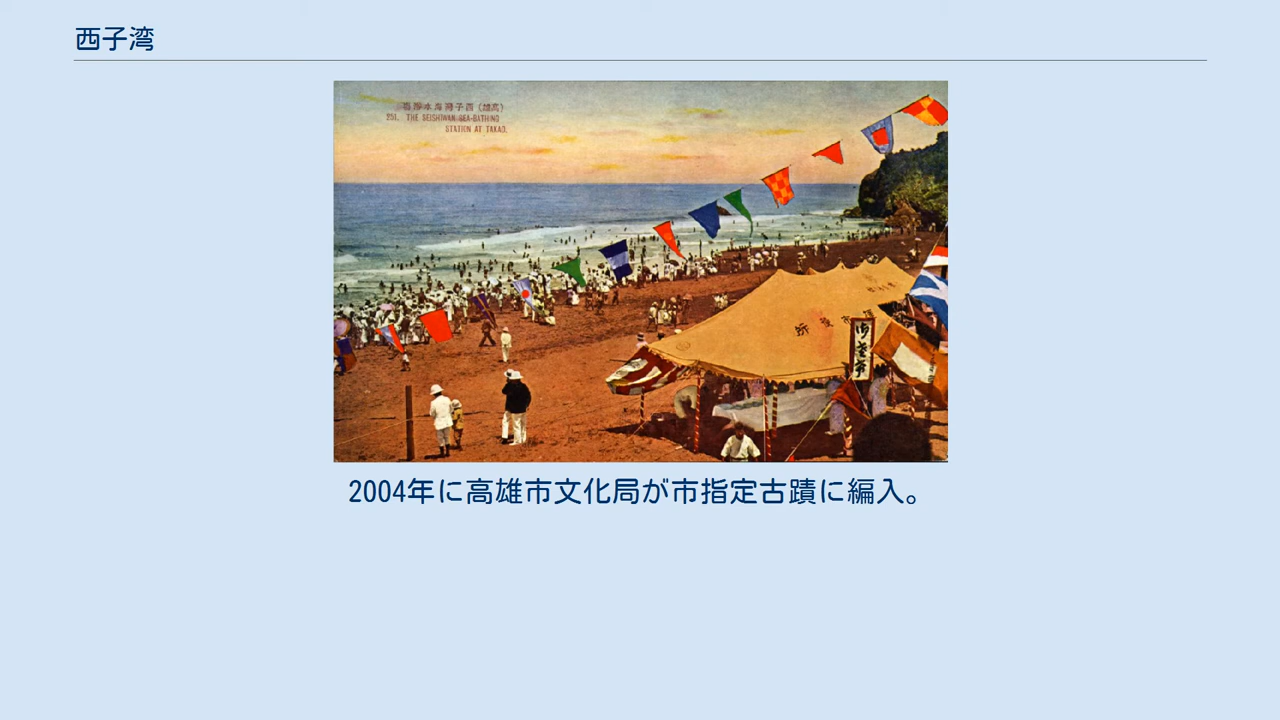 西子湾
(高雄)西子灣海水浴場
251. THE SEISHIWAN SEA-BATHING
STATION AT TAKAO.
2004年に高雄市文化局が市指定古蹟に編入。